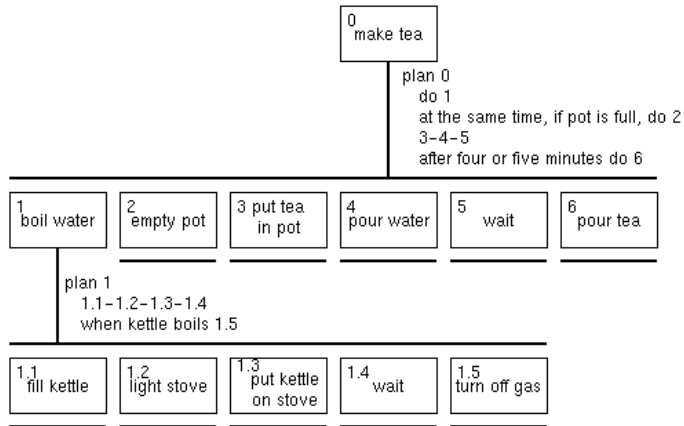 0
make tea
plan 0
do 1
at the same time, if pot is full, do 2
3-4-5
after four or five minutes do 6
1
boil water
2
empty pot
3 put tea
in pot
4
pour water
5
wait
6
pour tea
plan 1
1.1-1.2-1.3-1.4
when kettle boils 1.5
1.1
fill kettle
1.2
light stove
1.3
put kettle
on stove
1.4
wait
1.5
turn off gas